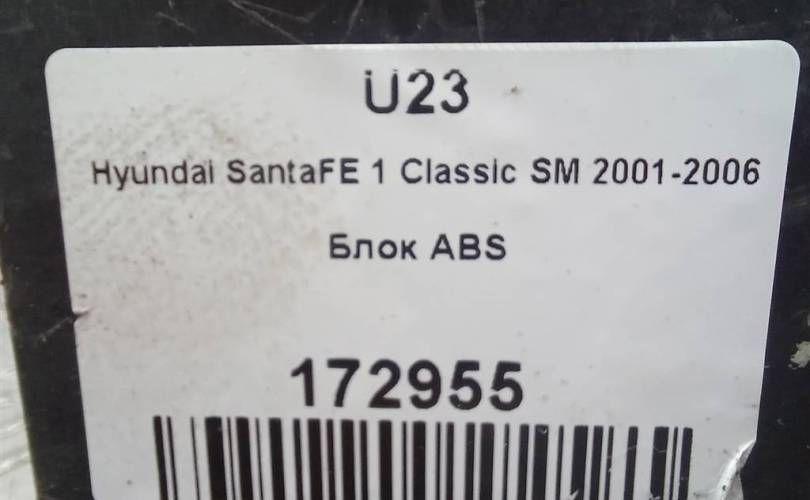 U23
Hyundai SantaFE 1 Classic SM 2001-2006
Блок ABS
172955